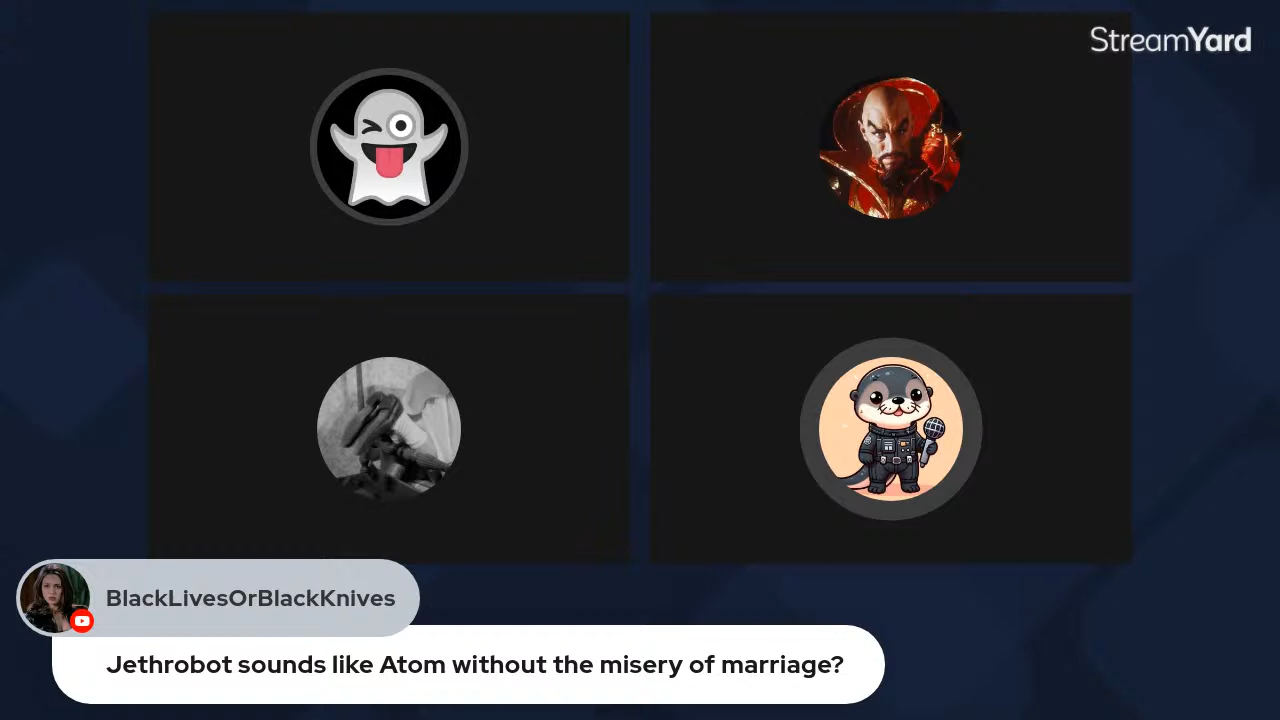 StreamYard
BlackLivesOrBlackKnives
Jethrobot sounds like Atom without the misery of marriage?